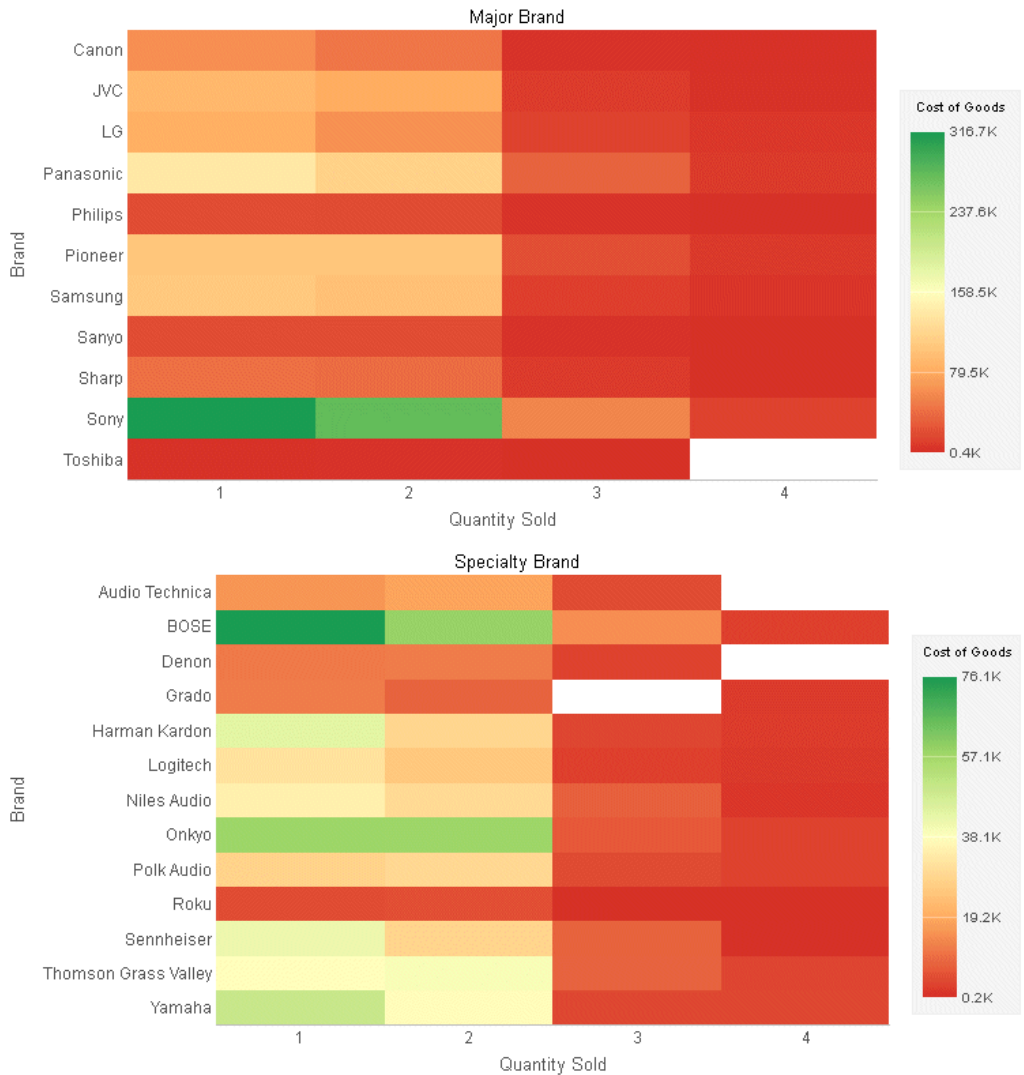 Major Brand
Canon
JVC
LG
Panasonic
Philips
Pioneer
Samsung
Sanyo
Sharp
Sony
Toshiba
Brand
1 2 3 4
Quantity Sold
Cost of Goods
316.7K
237.6K
158.5K
79.5K
0.4K
Specialty Brand
Audio Technica
BOSE
Denon
Grado
Harman Kardon
Logitech
Niles Audio
Onkyo
Polk Audio
Roku
Sennheiser
Thomson Grass Valley
Yamaha
Brand
1 2 3 4
Quantity Sold
Cost of Goods
76.1K
57.1K
38.1K
19.2K
0.2K